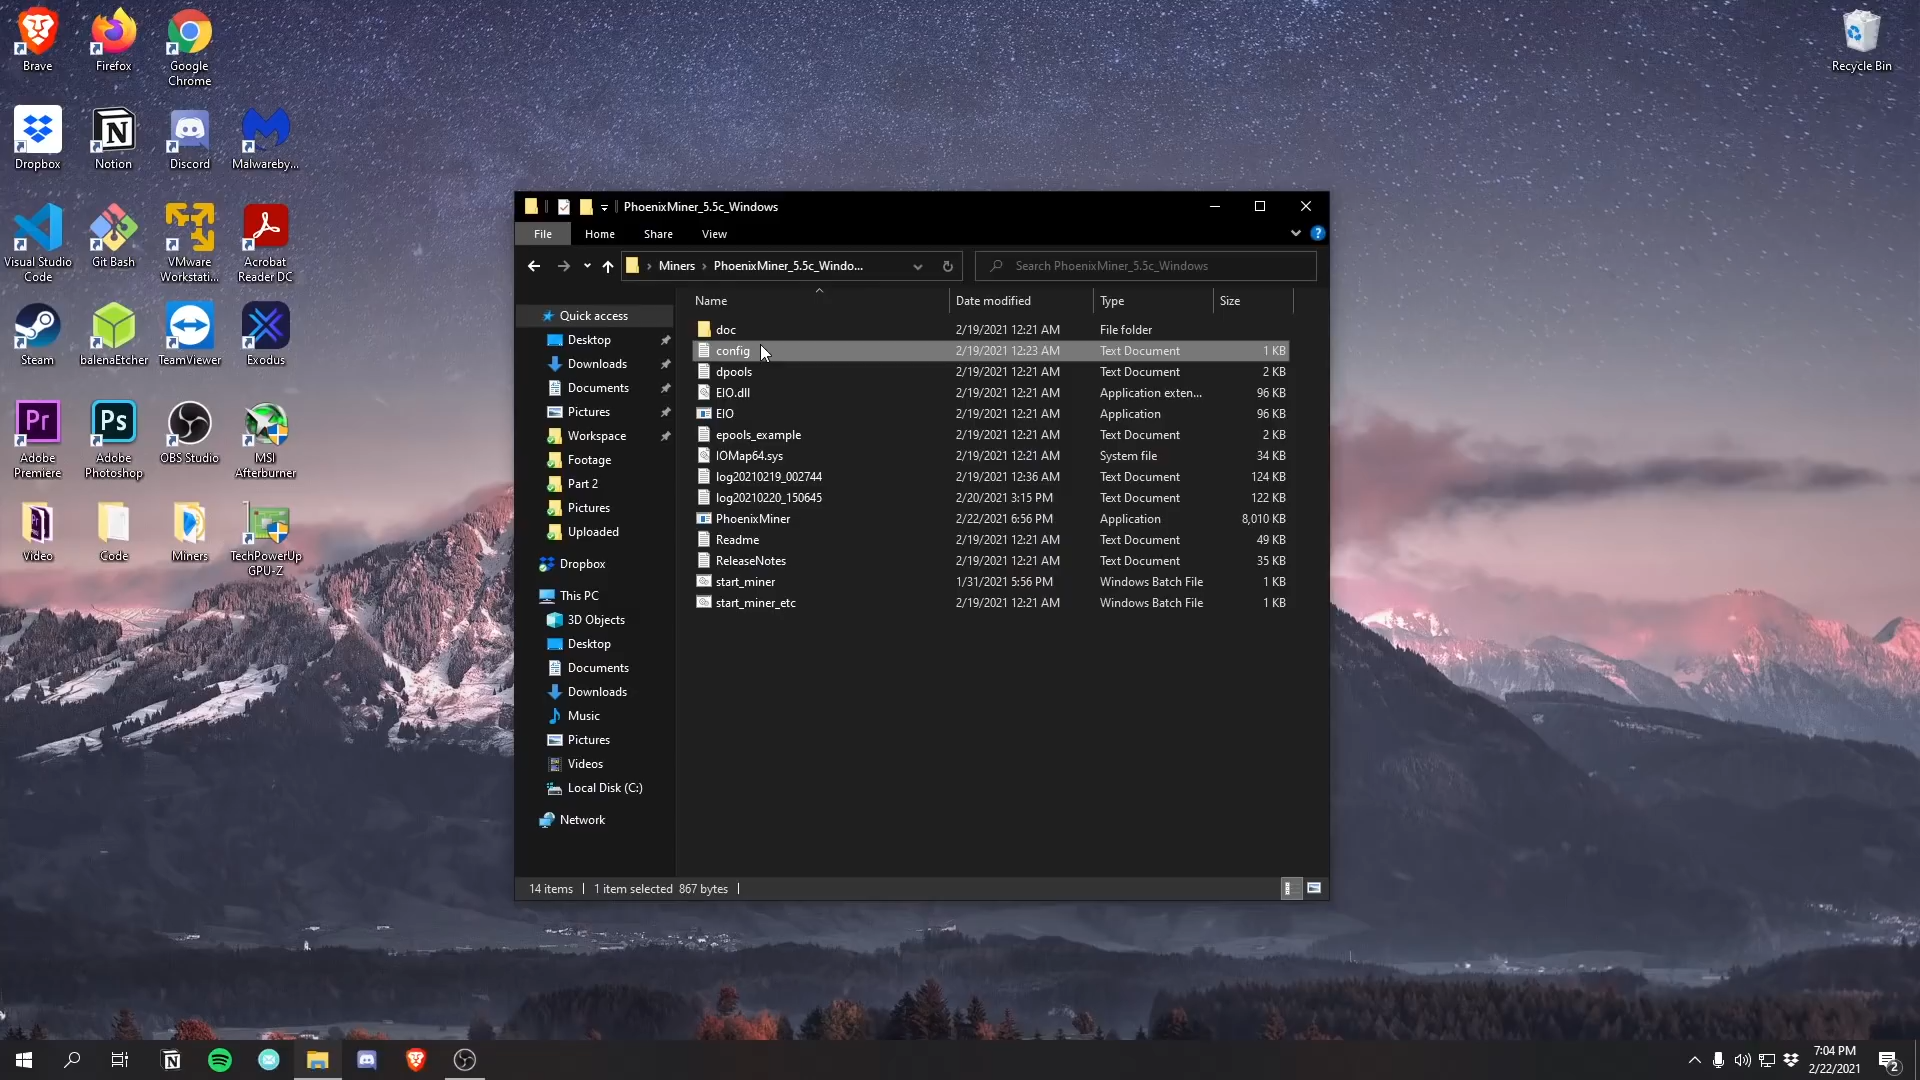 Brave
Firefox
Google
Chrome
Recycle Bin
Dropbox
Notion
Discord
Malwareby...
Visual Studio
Code
Git Bash
VMware
Workstati...
Acrobat
Reader DC
Steam
balenaEtcher
TeamViewer
Exodus
Adobe
Premiere
Adobe
Photoshop
OBS Studio
MSI
Afterburner
Video
Code
Miners
TechPowerUp
GPU-Z
PhoenixMiner_5.5c_Windows
File Home Share View
Miners PhoenixMiner_5.5c_Windo...
Search PhoenixMiner_5.5c_Windows
Name Date modified Type Size
Quick access
Desktop
Downloads
Documents
Pictures
Workspace
Footage
Part 2
Pictures
Uploaded
Dropbox
This PC
3D Objects
Desktop
Documents
Downloads
Music
Pictures
Videos
Local Disk (C:)
Network
doc 2/19/2021 12:21 AM File folder
config 2/19/2021 12:23 AM Text Document 1 KB
dpools 2/19/2021 12:21 AM Text Document 2 KB
EIO.dll 2/19/2021 12:21 AM Application exten... 96 KB
EIO 2/19/2021 12:21 AM Application 96 KB
epools_example 2/19/2021 12:21 AM Text Document 2 KB
IOMap64.sys 2/19/2021 12:21 AM System file 34 KB
log20210219_002744 2/19/2021 12:36 AM Text Document 124 KB
log20210220_150645 2/20/2021 3:15 PM Text Document 122 KB
PhoenixMiner 2/22/2021 6:56 PM Application 8,010 KB
Readme 2/19/2021 12:21 AM Text Document 49 KB
ReleaseNotes 2/19/2021 12:21 AM Text Document 35 KB
start_miner 1/31/2021 5:56 PM Windows Batch File 1 KB
start_miner_etc 2/19/2021 12:21 AM Windows Batch File 1 KB
14 items 1 item selected 867 bytes
7:04 PM
2/22/2021
2